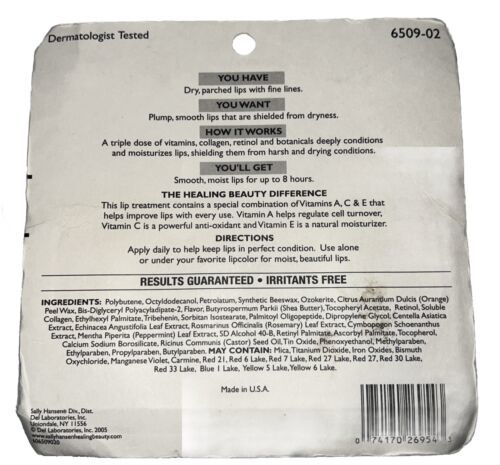 Dermatologist Tested
6509-02
YOU HAVE
Dry, parched lips with fine lines.
YOU WANT
Plump, smooth lips that are shielded from dryness.
HOW IT WORKS
A triple dose of vitamins, collagen, retinol and botanicals deeply conditions
and moisturizes lips, shielding them from harsh and drying conditions.
YOU'LL GET
Smooth, moist lips for up to 8 hours.
THE HEALING BEAUTY DIFFERENCE
This lip treatment contains a special combination of Vitamins A, C & E that
helps improve lips with every use. Vitamin A helps regulate cell turnover,
Vitamin C is a powerful anti-oxidant and Vitamin E is a natural moisturizer.
DIRECTIONS
Apply daily to help keep lips in perfect condition. Use alone
or under your favorite lipcolor for moist, beautiful lips.
RESULTS GUARANTEED • IRRITANTS FREE
INGREDIENTS: Polybutene, Octyldodecanol, Petrolatum, Synthetic Beeswax, Ozokerite, Citrus Aurantium Dulcis (Orange)
Peel Wax, Bis-Diglyceryl Polyacyladipate-2, Flavor, Butyrospermum Parkii (Shea Butter), Tocopheryl Acetate, Retinol, Soluble
Collagen, Ethylhexyl Palmitate, Tribehenin, Sorbitan Isostearate, Palmitoyl Oligopeptide, Dipropylene Glycol, Centella Asiatica
Extract, Echinacea Angustifolia Leaf Extract, Rosmarinus Officinalis (Rosemary) Leaf Extract, Cymbopogon Schoenanthus
Extract, Mentha Piperita (Peppermint) Leaf Extract, SD Alcohol 40-B, Retinyl Palmitate, Ascorbyl Palmitate, Tocopherol,
Calcium Sodium Borosilicate, Ricinus Communis (Castor) Seed Oil, Tin Oxide, Phenoxyethanol, Methylparaben,
Ethylparaben, Propylparaben, Butylparaben. MAY CONTAIN: Mica, Titanium Dioxide, Iron Oxides, Bismuth
Oxychloride, Manganese Violet, Carmine, Red 21, Red 6 Lake, Red 7 Lake, Red 27 Lake, Red 27, Red 30 Lake,
Red 33 Lake, Blue 1 Lake, Yellow 5 Lake, Yellow 6 Lake.
Made in U.S.A.
Sally Hansen® Div., Dist.
Del Laboratories, Inc.
Uniondale, NY 11556
© Del Laboratories, Inc. 2005
www.sallyhansenhealingbeauty.com
0 74170 26954 3